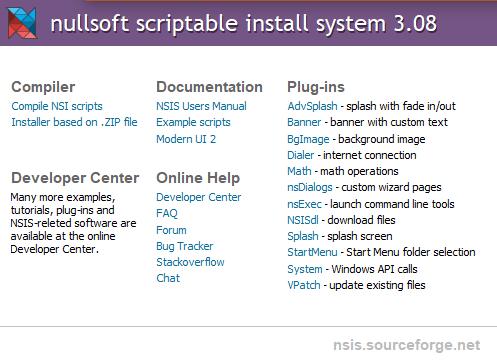 nullsoft scriptable install system 3.08
Compiler
Compile NSI scripts
Installer based on .ZIP file
Documentation
NSIS Users Manual
Example scripts
Modern UI 2
Plug-ins
AdvSplash - splash with fade in/out
Banner - banner with custom text
BgImage - background image
Dialer - internet connection
Math - math operations
nsDialogs - custom wizard pages
nsExec - launch command line tools
NSISdl - download files
Splash - splash screen
StartMenu - Start Menu folder selection
System - Windows API calls
VPatch - update existing files
Developer Center
Many more examples,
tutorials, plug-ins and
NSIS-releted software are
available at the online
Developer Center.
Online Help
Developer Center
FAQ
Forum
Bug Tracker
Stackoverflow
Chat
nsis.sourceforge.net